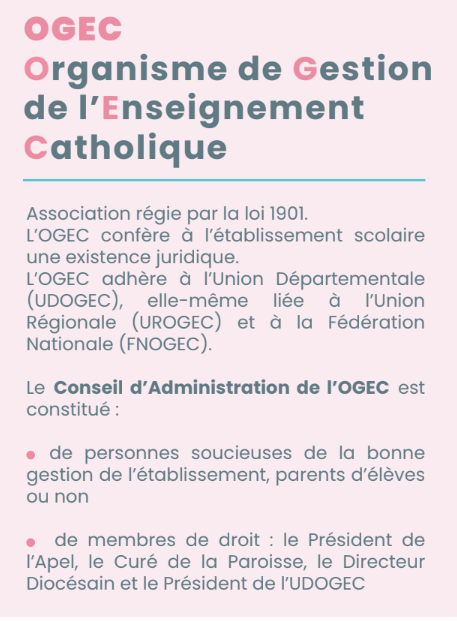 OGEC
Organisme de Gestion
de l'Enseignement
Catholique
Association régie par la loi 1901.
L'OGEC confère à l'établissement scolaire
une existence juridique.
L'OGEC adhère à l'Union Départementale
(UDOGEC), elle-même liée à l'Union
Régionale (UROGEC) et à la Fédération
Nationale (FNOGEC).
Le Conseil d'Administration de l'OGEC est
constitué :
• de personnes soucieuses de la bonne
gestion de l'établissement, parents d'élèves
ou non
• de membres de droit : le Président de
l'Apel, le Curé de la Paroisse, le Directeur
Diocésain et le Président de l'UDOGEC